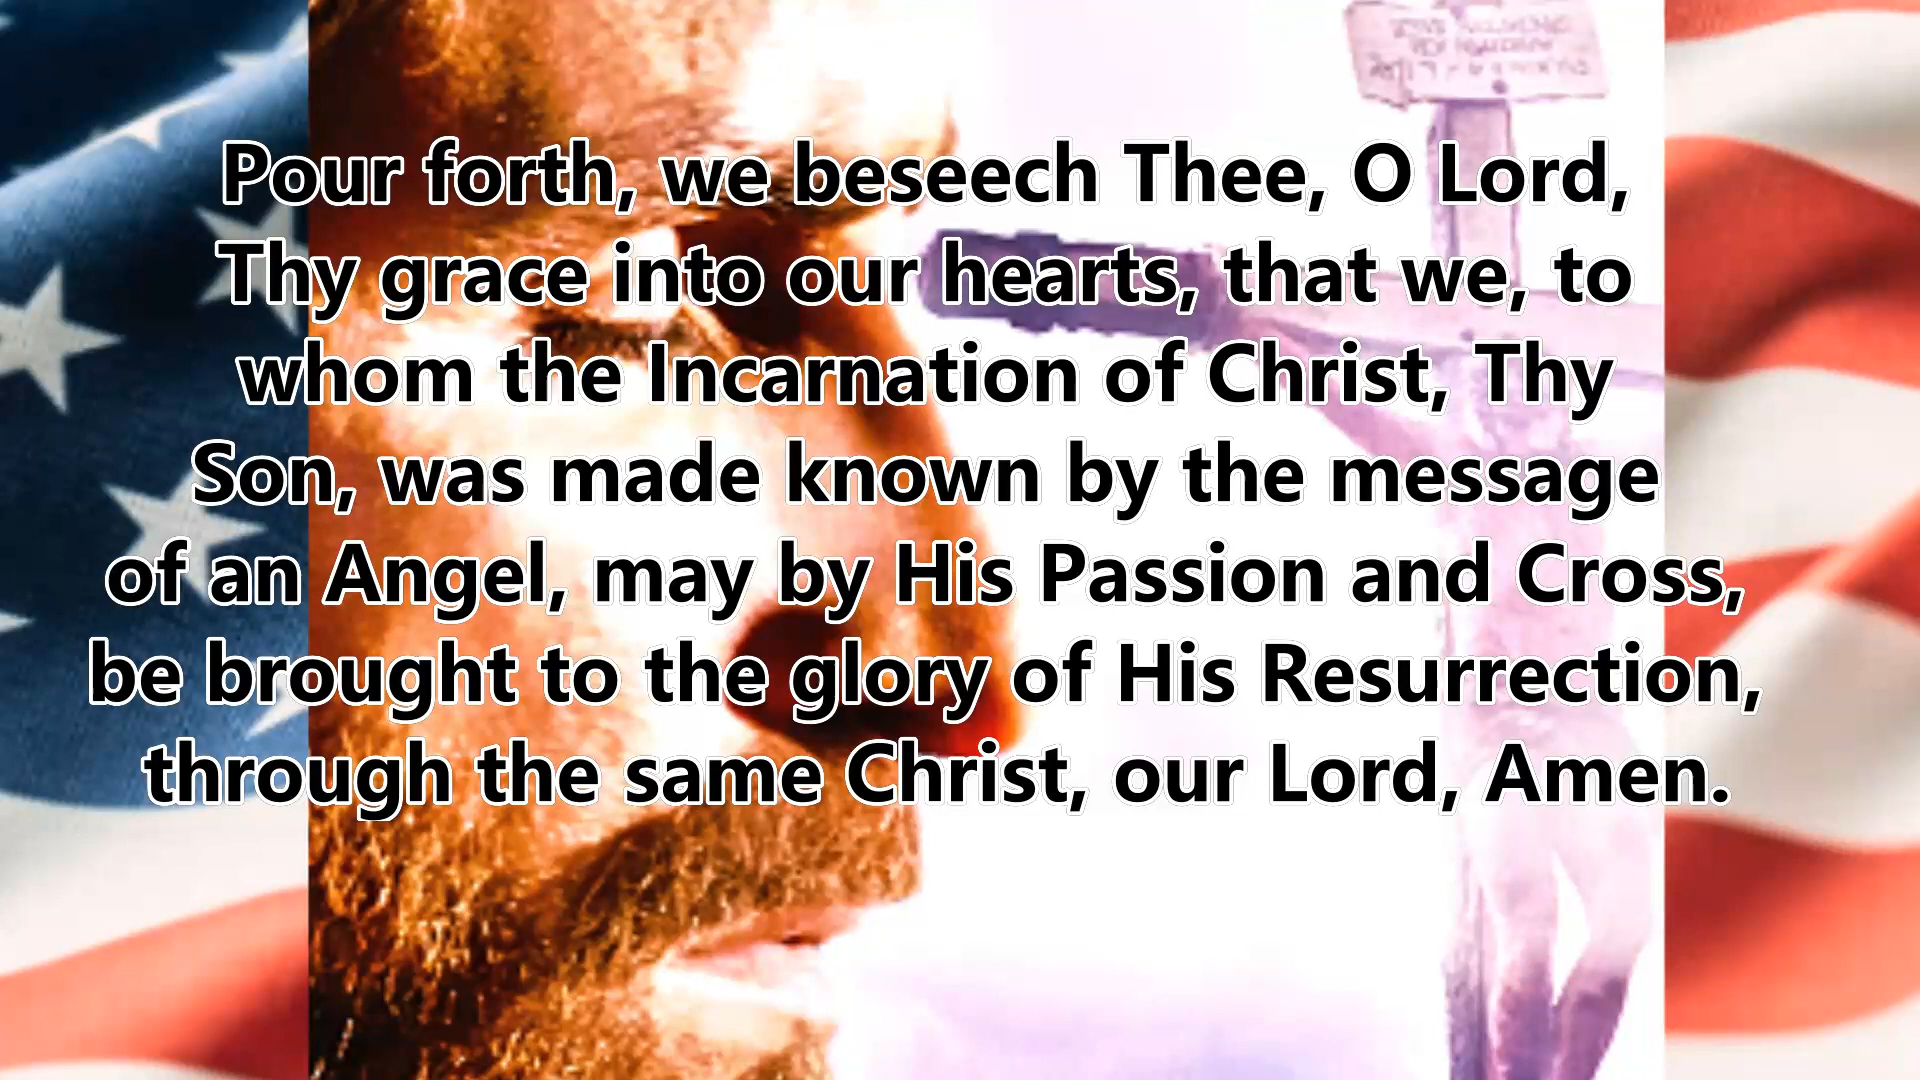 Pour forth, we beseech Thee, O Lord,
Thy grace into our hearts, that we, to
whom the Incarnation of Christ, Thy
Son, was made known by the message
of an Angel, may by His Passion and Cross,
be brought to the glory of His Resurrection,
through the same Christ, our Lord, Amen.